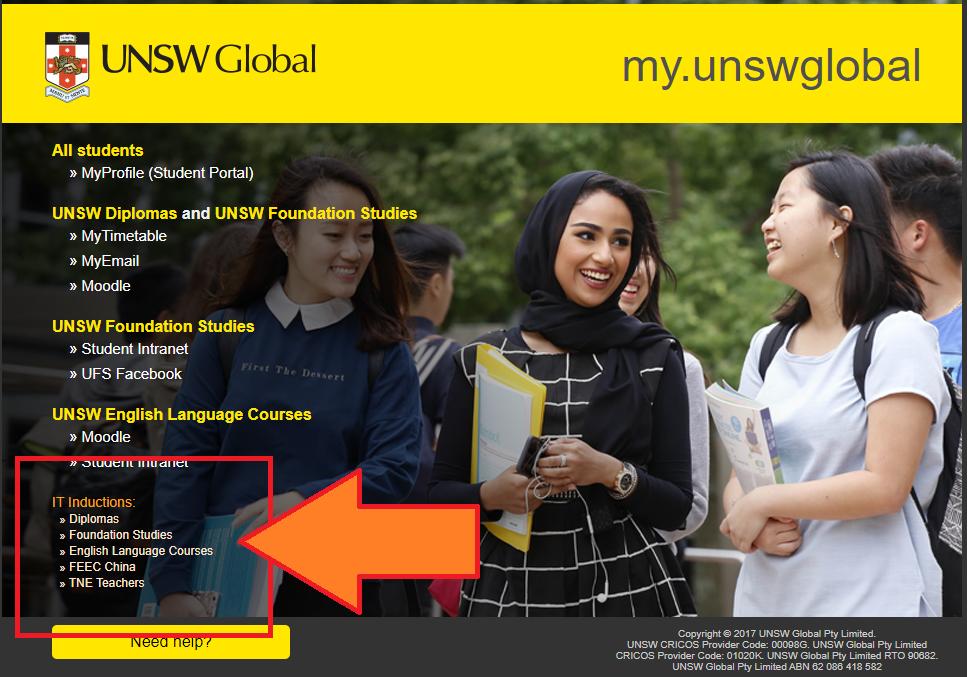 UNSW Global
my.unswglobal
All students
» MyProfile (Student Portal)
UNSW Diplomas and UNSW Foundation Studies
» MyTimetable
» MyEmail
» Moodle
UNSW Foundation Studies
» Student Intranet
» UFS Facebook
First The Dessert
UNSW English Language Courses
» Moodle
» Student Intranet
IT Inductions:
» Diplomas
» Foundation Studies
» English Language Courses
» FEEC China
» TNE Teachers
Need help?
Copyright © 2017 UNSW Global Pty Limited.
UNSW CRICOS Provider Code: 00098G. UNSW Global Pty Limited
CRICOS Provider Code: 01020K. UNSW Global Pty Limited RTO 90682.
UNSW Global Pty Limited ABN 62 086 418 582